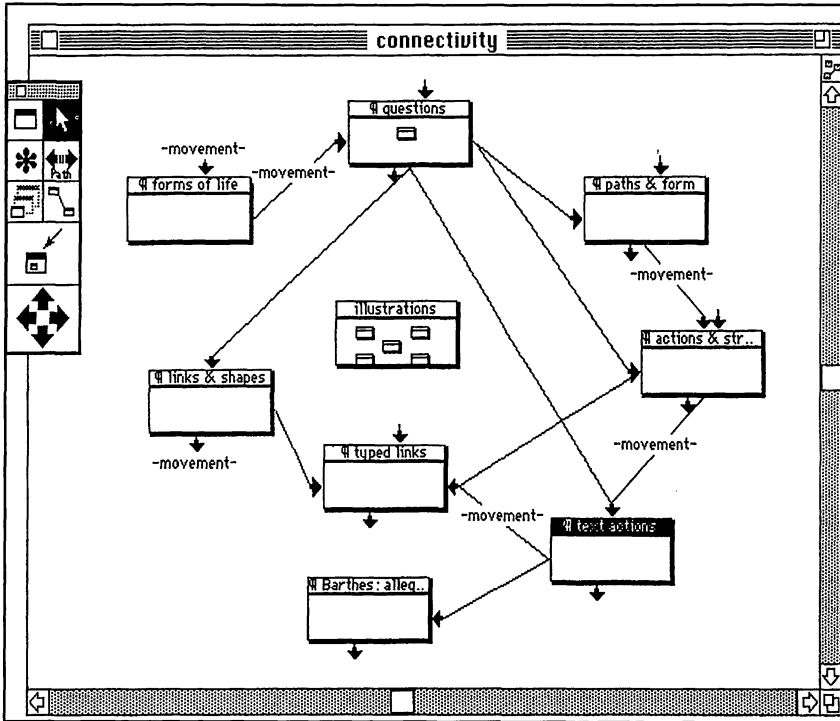 connectivity
Path
¶ questions
-movement-
-movement-
¶ forms of life
¶ paths & form
-movement-
illustrations
¶ actions & str..
¶ links & shapes
-movement-
-movement-
¶ typed links
-movement-
¶ text actions
¶ Barthes: alleg..